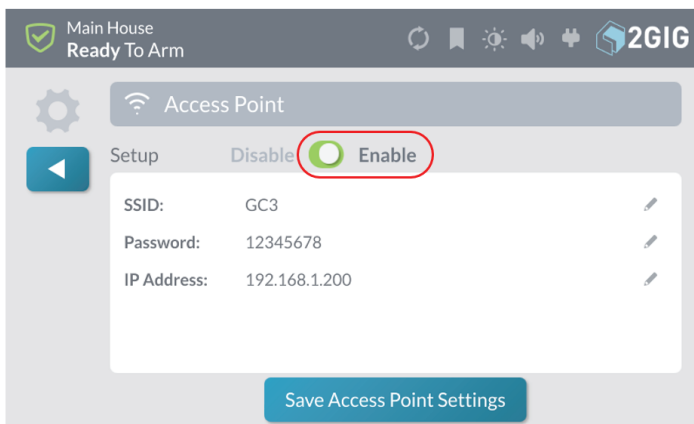 Main House
Ready To Arm
2GIG
Access Point
Setup Disable Enable
SSID: GC3
Password: 12345678
IP Address: 192.168.1.200
Save Access Point Settings